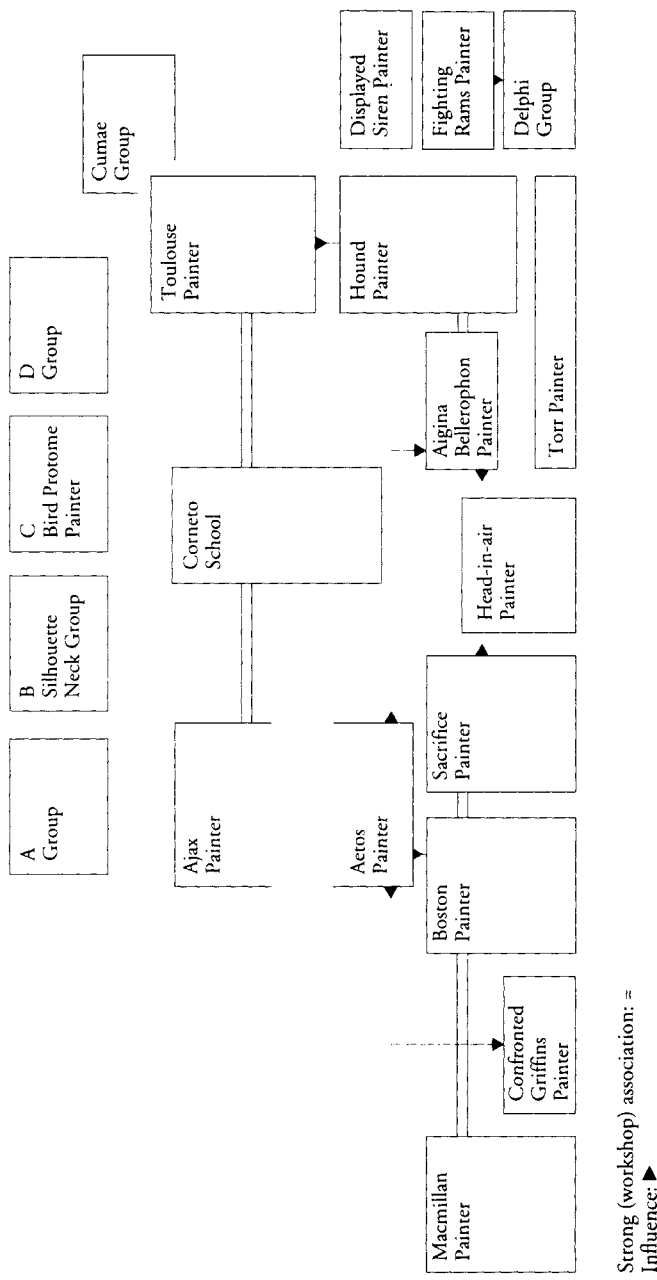 A
Group
B
Silhouette
Neck Group
C
Bird Protome
Painter
D
Group
Cumae
Group
Ajax
Painter
Corneto
School
Toulouse
Painter
Aetos
Painter
Hound
Painter
Displayed
Siren Painter
Macmillan
Painter
Confronted
Griffins
Painter
Boston
Painter
Sacrifice
Painter
Head-in-air
Painter
Aigina
Bellerophon
Painter
Fighting
Rams Painter
Delphi
Group
Torr Painter
Strong (workshop) association: =
Influence: ▶